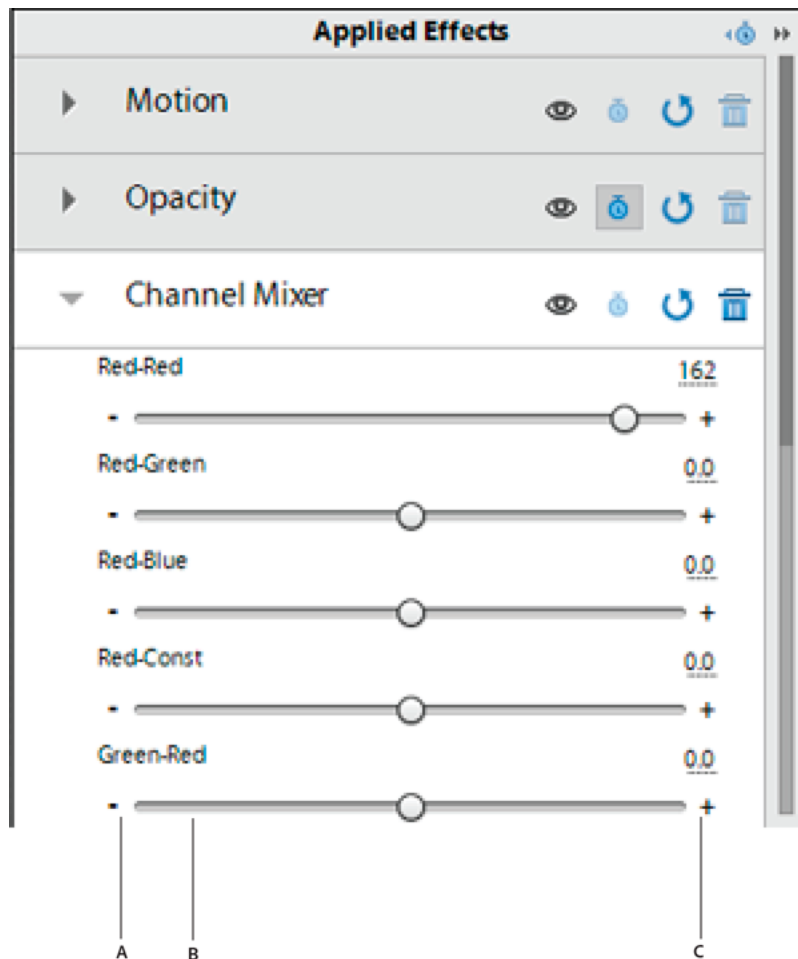 Applied Effects
Motion
Opacity
Channel Mixer
Red-Red 162
- +
Red-Green 0.0
- +
Red-Blue 0.0
- +
Red-Const 0.0
- +
Green-Red 0.0
- +
A B C